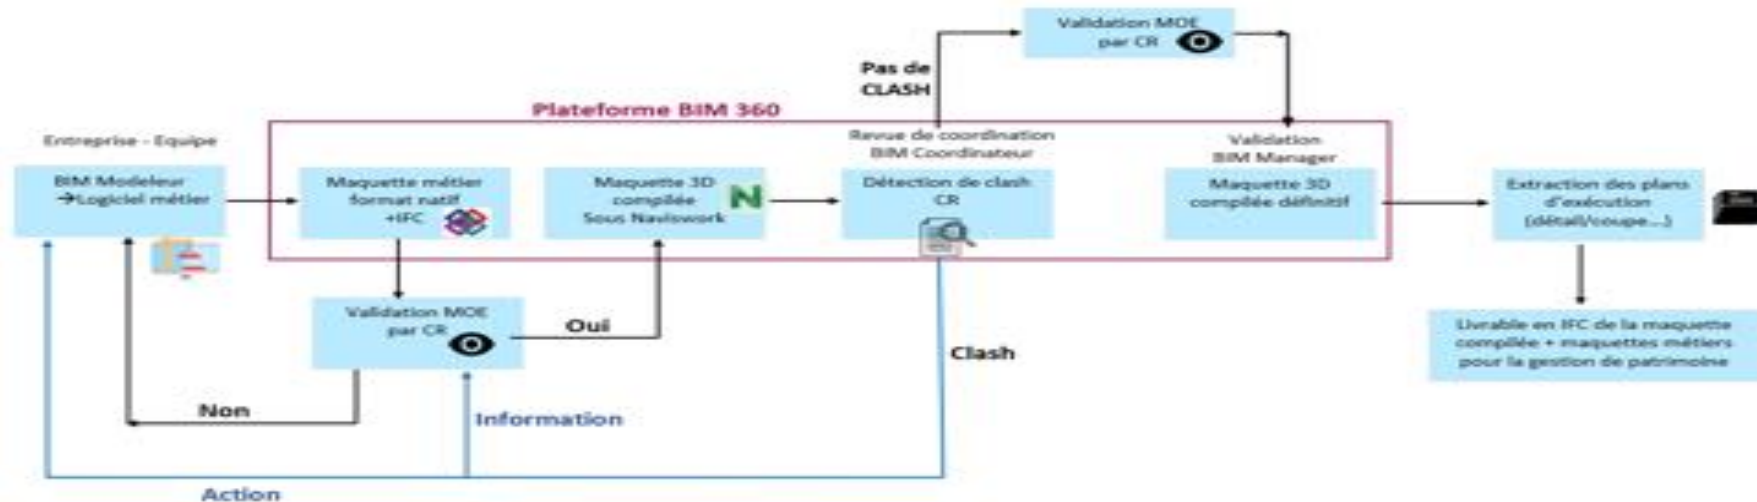 Validation MOE
par CR
Pas de
CLASH
Plateforme BIM 360
Entreprise - Equipe
Revue de coordination
BIM Coordinateur
Validation
BIM Manager
BIM Modeleur
→Logiciel métier
Maquette métier
format natif
+IFC
Maquette 3D
compilée
Sous Naviswork
N
Détection de clash
CR
Maquette 3D
compilée définitif
Extraction des plans
d'exécution
(détail/coupe...)
Validation MOE
par CR
Oui
Clash
Livrable en IFC de la maquette
compilée + maquettes métiers
pour la gestion de patrimoine
Non
Information
Action